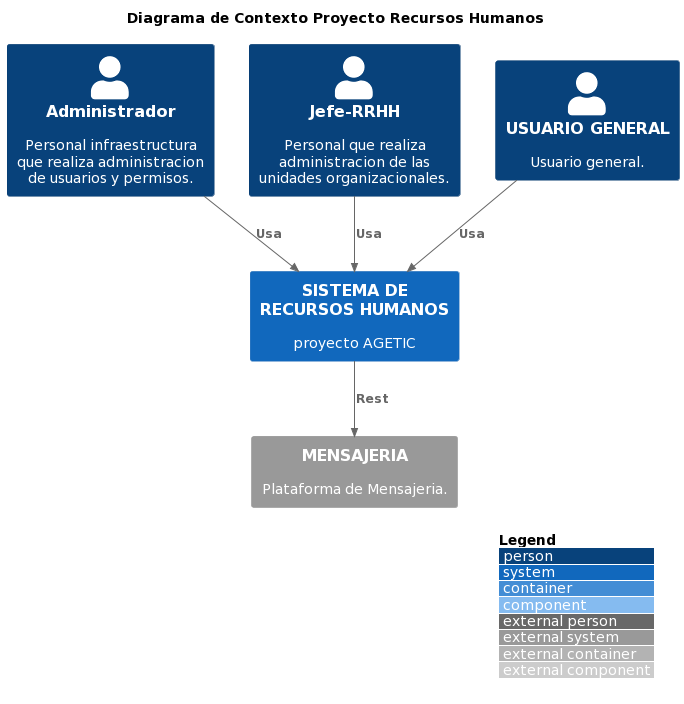 Diagrama de Contexto Proyecto Recursos Humanos
Administrador
Personal infraestructura
que realiza administracion
de usuarios y permisos.
Jefe-RRHH
Personal que realiza
administracion de las
unidades organizacionales.
USUARIO GENERAL
Usuario general.
Usa
Usa
Usa
SISTEMA DE
RECURSOS HUMANOS
proyecto AGETIC
Rest
MENSAJERIA
Plataforma de Mensajeria.
Legend
person
system
container
component
external person
external system
external container
external component